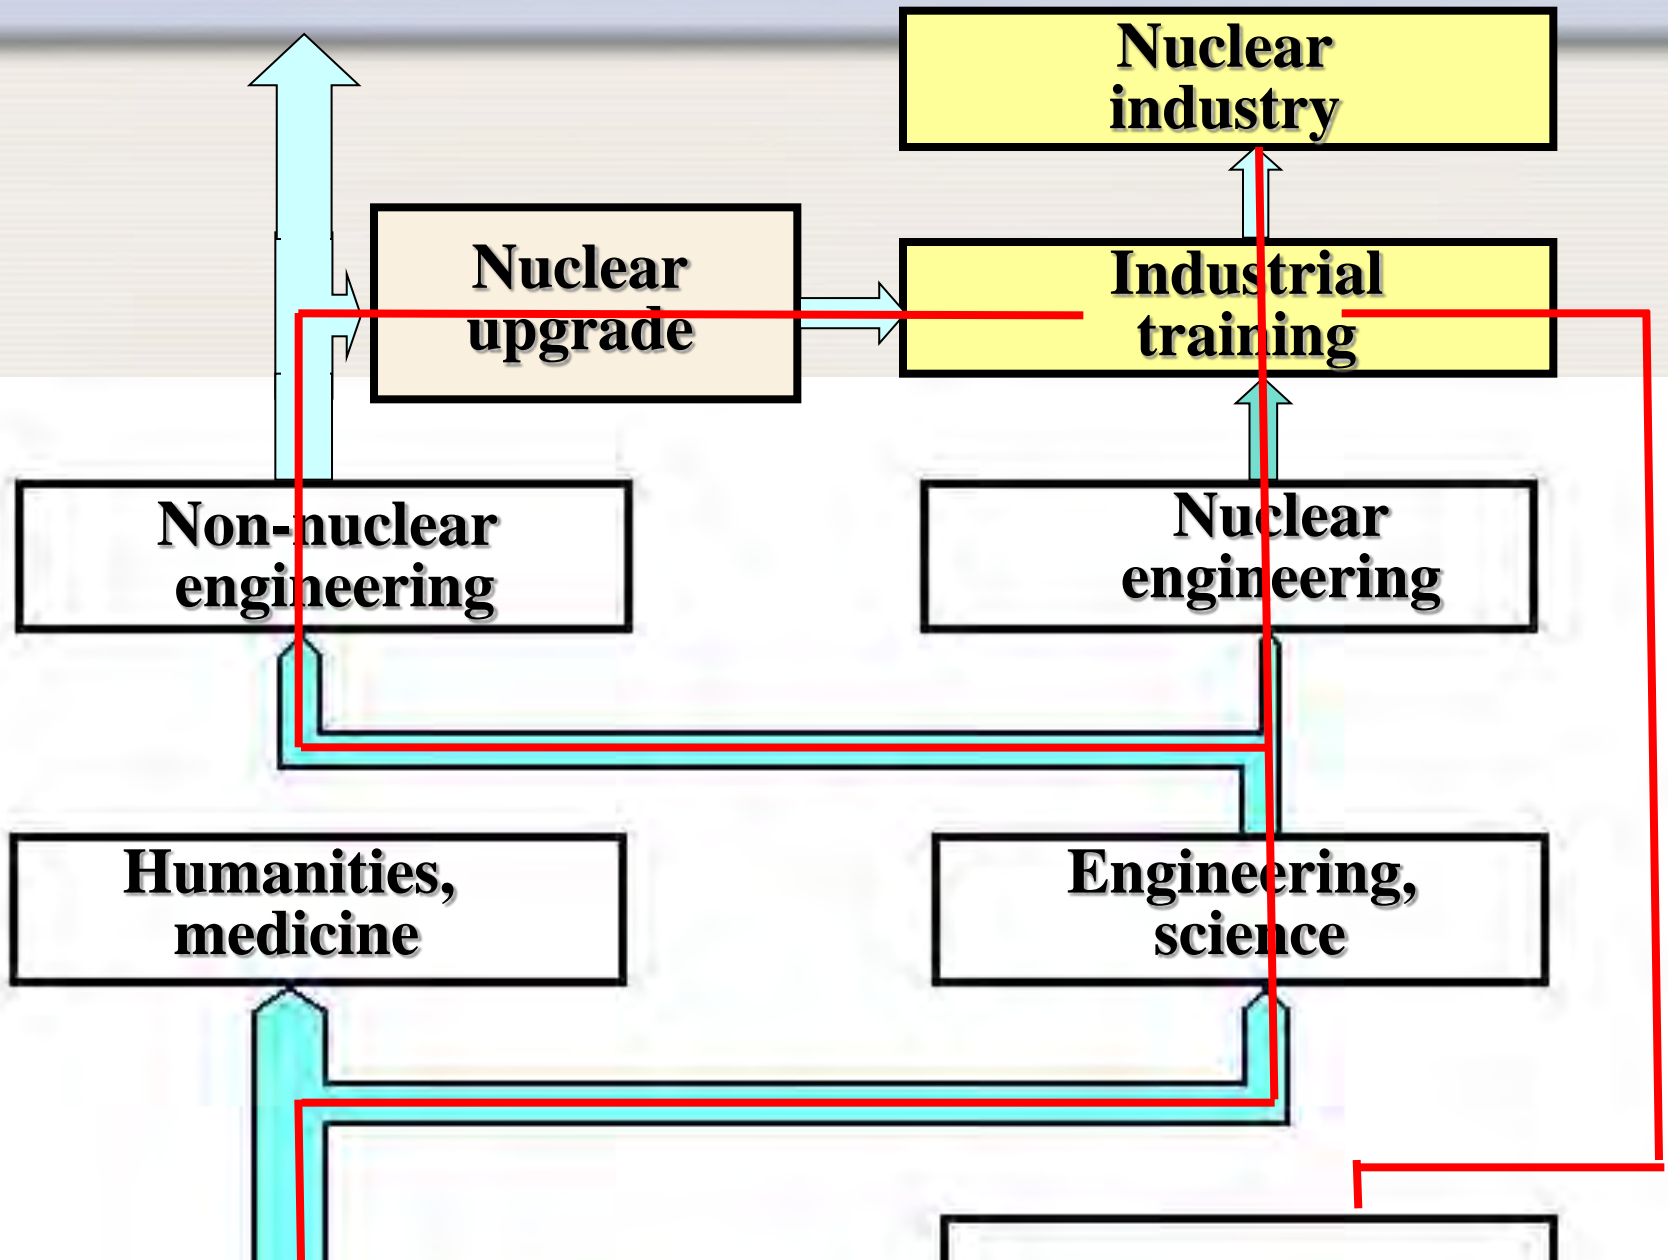 Nuclear
industry
Nuclear
upgrade
Industrial
training
Non-nuclear
engineering
Nuclear
engineering
Humanities,
medicine
Engineering,
science